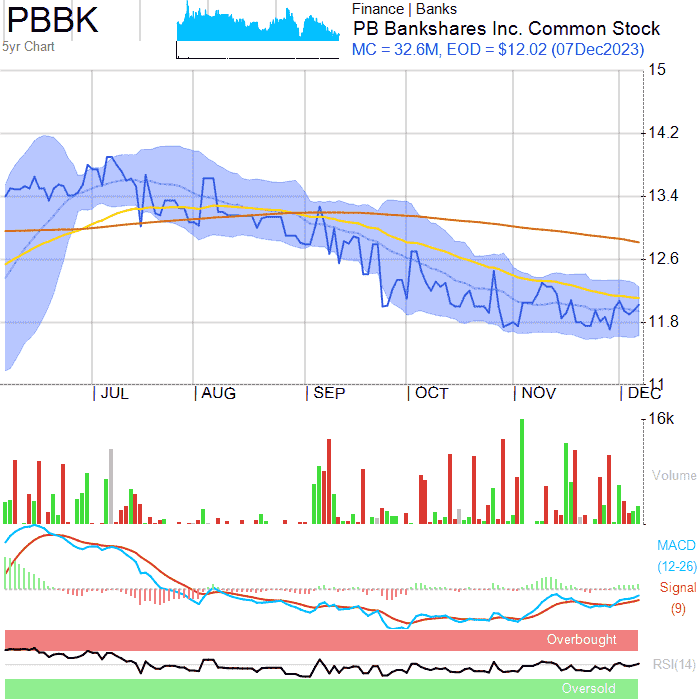 PBBK
5yr Chart
Finance | Banks
PB Bankshares Inc. Common Stock
MC = 32.6M, EOD = $12.02 (07Dec2023)
15
14.2
13.4
12.6
11.8
11
JUL
AUG
SEP
OCT
NOV
DEC
16k
Volume
MACD
(12-26)
Signal
(9)
Overbought
RSI(14)
Oversold